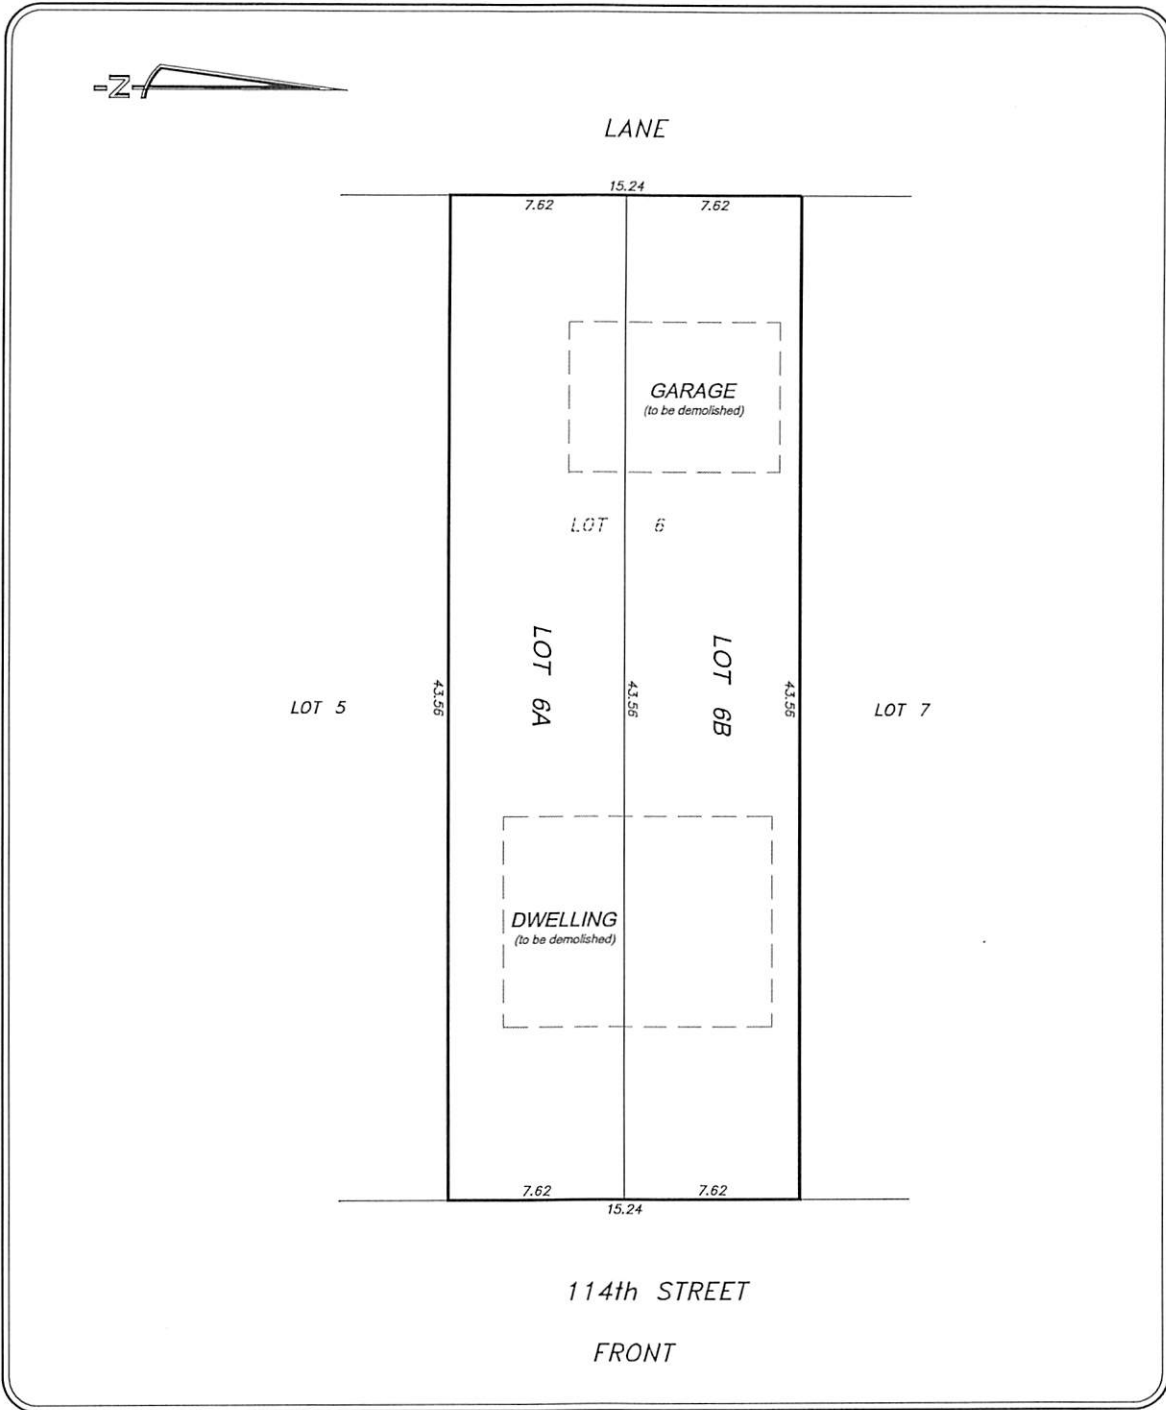 N
LANE
15.24
7.62 7.62
GARAGE
(to be demolished)
LOT 6
LOT 6A
LOT 6B
LOT 5
43.56
43.56
43.56
LOT 7
DWELLING
(to be demolished)
7.62 7.62
15.24
114th STREET
FRONT